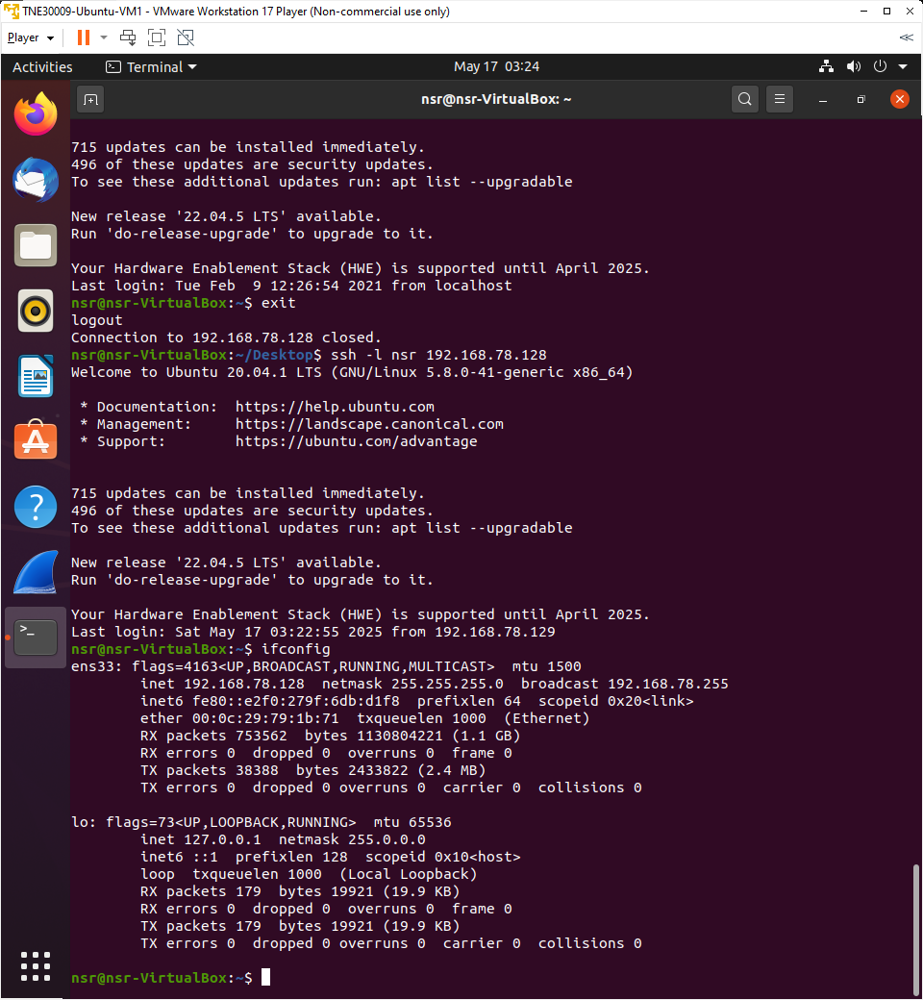 TNE30009-Ubuntu-VM1 - VMware Workstation 17 Player (Non-commercial use only)
Player
Activities
Terminal
May 17  03:24
nsr@nsr-VirtualBox: ~
715 updates can be installed immediately.
496 of these updates are security updates.
To see these additional updates run: apt list --upgradable
New release '22.04.5 LTS' available.
Run 'do-release-upgrade' to upgrade to it.
Your Hardware Enablement Stack (HWE) is supported until April 2025.
Last login: Tue Feb  9 12:26:54 2021 from localhost
nsr@nsr-VirtualBox:~$ exit
logout
Connection to 192.168.78.128 closed.
nsr@nsr-VirtualBox:~/Desktop$ ssh -l nsr 192.168.78.128
Welcome to Ubuntu 20.04.1 LTS (GNU/Linux 5.8.0-41-generic x86_64)
 * Documentation:  https://help.ubuntu.com
 * Management:     https://landscape.canonical.com
 * Support:        https://ubuntu.com/advantage
715 updates can be installed immediately.
496 of these updates are security updates.
To see these additional updates run: apt list --upgradable
New release '22.04.5 LTS' available.
Run 'do-release-upgrade' to upgrade to it.
Your Hardware Enablement Stack (HWE) is supported until April 2025.
Last login: Sat May 17 03:22:55 2025 from 192.168.78.129
nsr@nsr-VirtualBox:~$ ifconfig
ens33: flags=4163<UP,BROADCAST,RUNNING,MULTICAST>  mtu 1500
        inet 192.168.78.128  netmask 255.255.255.0  broadcast 192.168.78.255
        inet6 fe80::e2f0:279f:6db:d1f8  prefixlen 64  scopeid 0x20<link>
        ether 00:0c:29:79:1b:71  txqueuelen 1000  (Ethernet)
        RX packets 753562  bytes 1130804221 (1.1 GB)
        RX errors 0  dropped 0  overruns 0  frame 0
        TX packets 38388  bytes 2433822 (2.4 MB)
        TX errors 0  dropped 0 overruns 0  carrier 0  collisions 0
lo: flags=73<UP,LOOPBACK,RUNNING>  mtu 65536
        inet 127.0.0.1  netmask 255.0.0.0
        inet6 ::1  prefixlen 128  scopeid 0x10<host>
        loop  txqueuelen 1000  (Local Loopback)
        RX packets 179  bytes 19921 (19.9 KB)
        RX errors 0  dropped 0  overruns 0  frame 0
        TX packets 179  bytes 19921 (19.9 KB)
        TX errors 0  dropped 0 overruns 0  carrier 0  collisions 0
nsr@nsr-VirtualBox:~$